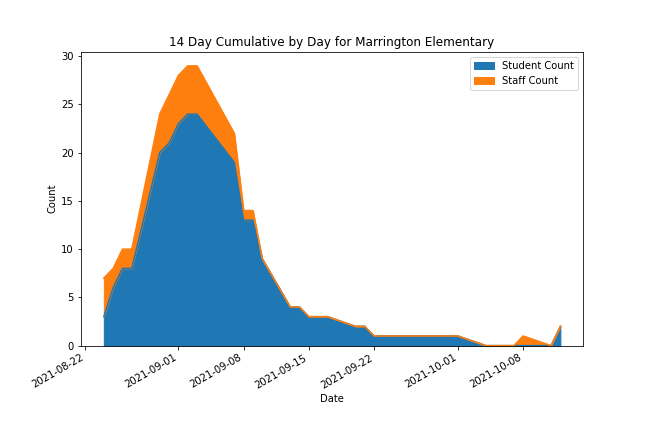 14 Day Cumulative by Day for Marrington Elementary
Student Count
Staff Count
30
25
20
15
10
5
0
Count
2021-08-22
2021-09-01
2021-09-08
2021-09-15
2021-09-22
2021-10-01
2021-10-08
Date